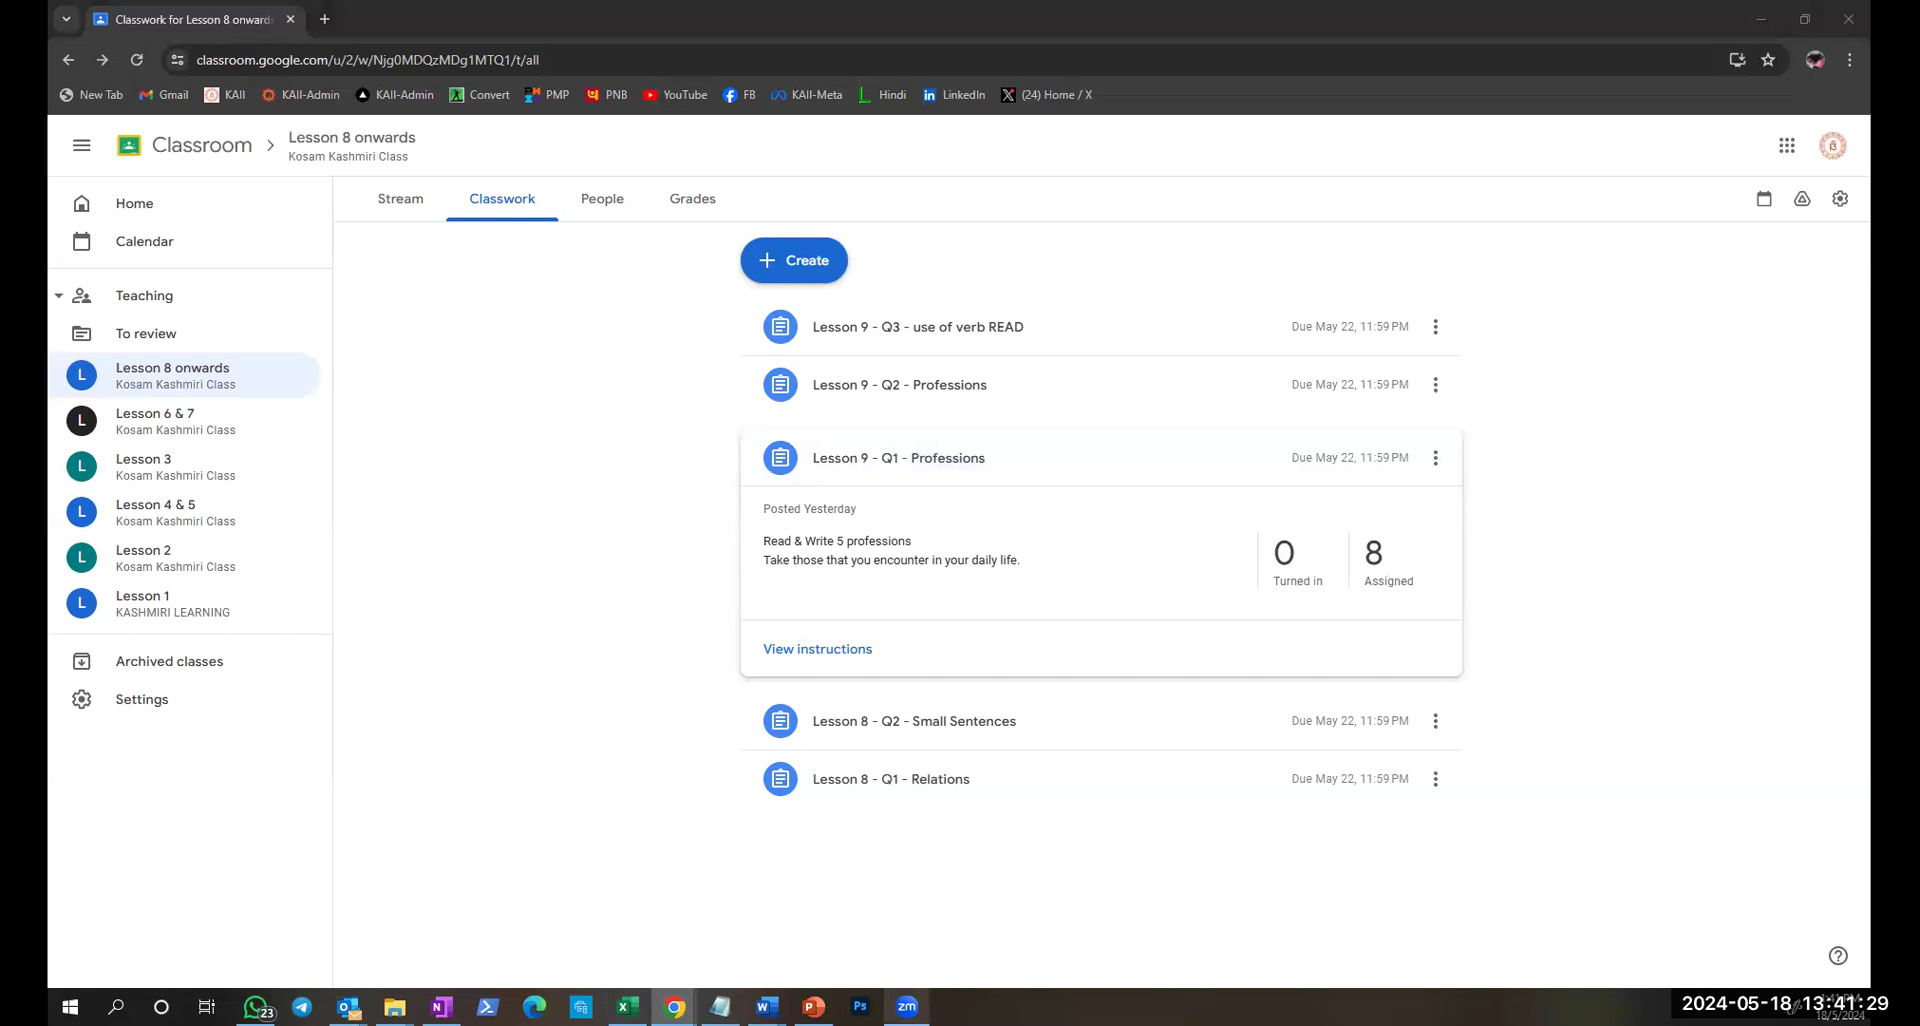 Classwork for Lesson 8 onwards
classroom.google.com/u/2/w/Njg0MDQzMDg1MTQ1/t/all
New Tab
Gmail
KAII
KAII-Admin
KAII-Admin
Convert
PMP
PNB
YouTube
FB
KAII-Meta
Hindi
LinkedIn
(24) Home / X
Classroom
Lesson 8 onwards
Kosam Kashmiri Class
Home
Calendar
Teaching
To review
L
Lesson 8 onwards
Kosam Kashmiri Class
L
Lesson 6 & 7
Kosam Kashmiri Class
L
Lesson 3
Kosam Kashmiri Class
L
Lesson 4 & 5
Kosam Kashmiri Class
L
Lesson 2
Kosam Kashmiri Class
L
Lesson 1
KASHMIRI LEARNING
Archived classes
Settings
Stream
Classwork
People
Grades
Create
Lesson 9 - Q3 - use of verb READ
Due May 22, 11:59 PM
Lesson 9 - Q2 - Professions
Due May 22, 11:59 PM
Lesson 9 - Q1 - Professions
Due May 22, 11:59 PM
Posted Yesterday
Read & Write 5 professions
Take those that you encounter in your daily life.
0
Turned in
8
Assigned
View instructions
Lesson 8 - Q2 - Small Sentences
Due May 22, 11:59 PM
Lesson 8 - Q1 - Relations
Due May 22, 11:59 PM
23
Ps
zm
2024-05-18 13:41:29
18/5/2024